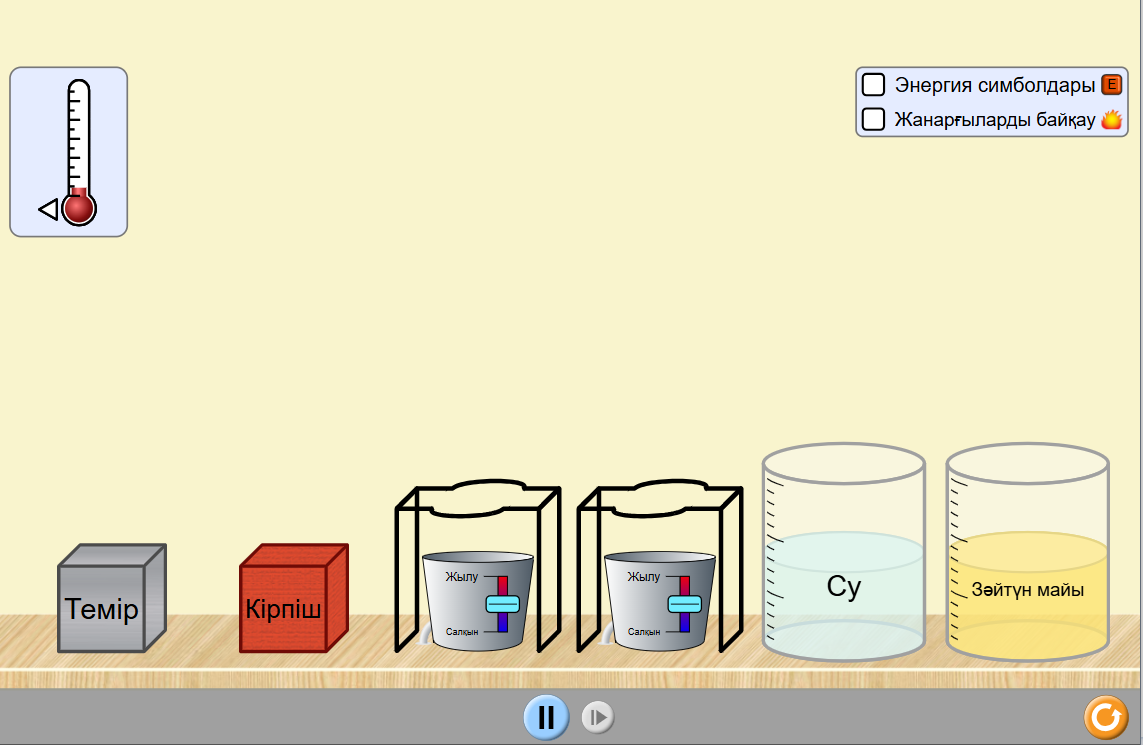 Энергия символдары E
Жанарғыларды байқау
Темір
Кірпіш
Жылу
Салқын
Жылу
Салқын
Су
Зәйтүн майы